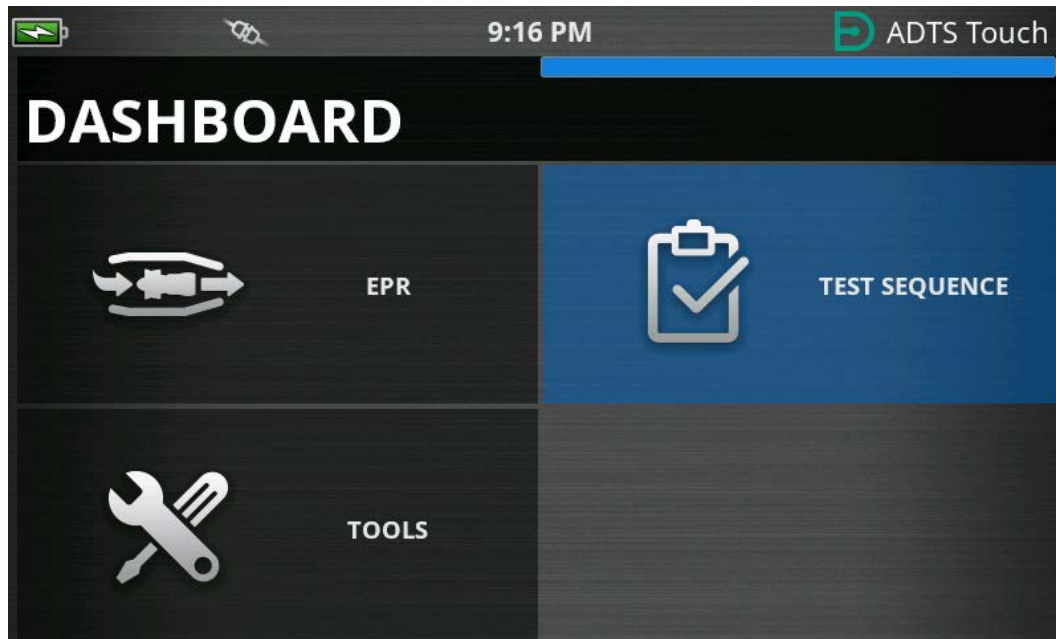 9:16 PM ADTS Touch
DASHBOARD
EPR
TEST SEQUENCE
TOOLS